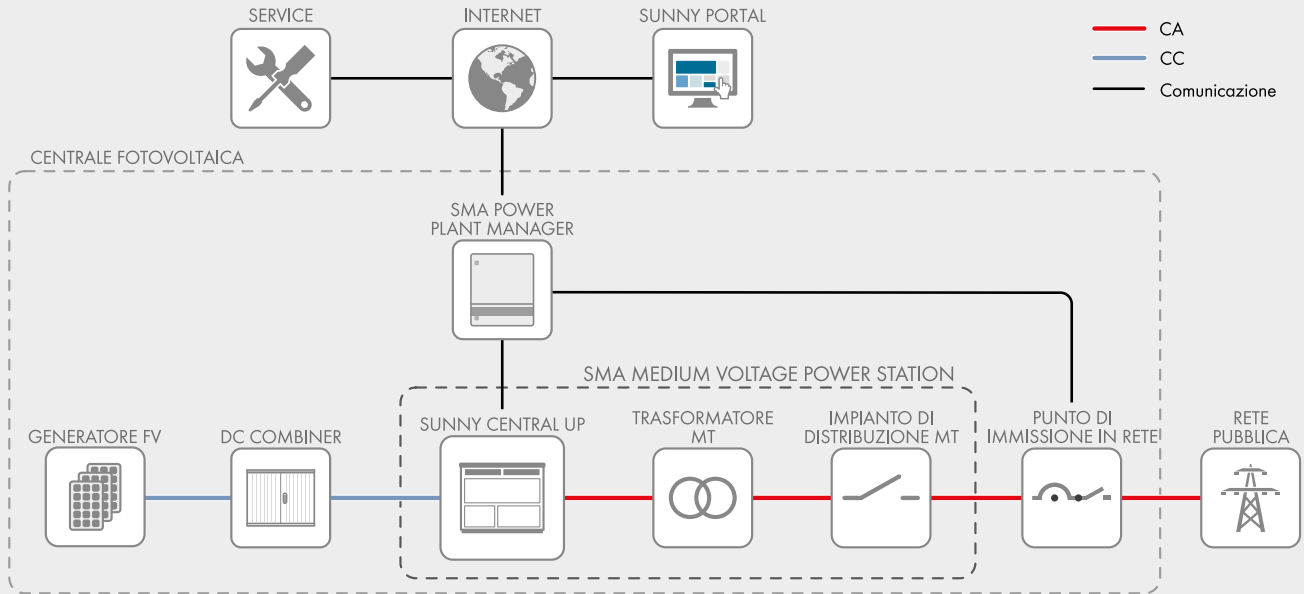 SERVICE
INTERNET
SUNNY PORTAL
CA
CC
Comunicazione
CENTRALE FOTOVOLTAICA
SMA POWER
PLANT MANAGER
SMA MEDIUM VOLTAGE POWER STATION
GENERATORE FV
DC COMBINER
SUNNY CENTRAL UP
TRASFORMATORE
MT
IMPIANTO DI
DISTRIBUZIONE MT
PUNTO DI
IMMISSIONE IN RETE
RETE
PUBBLICA